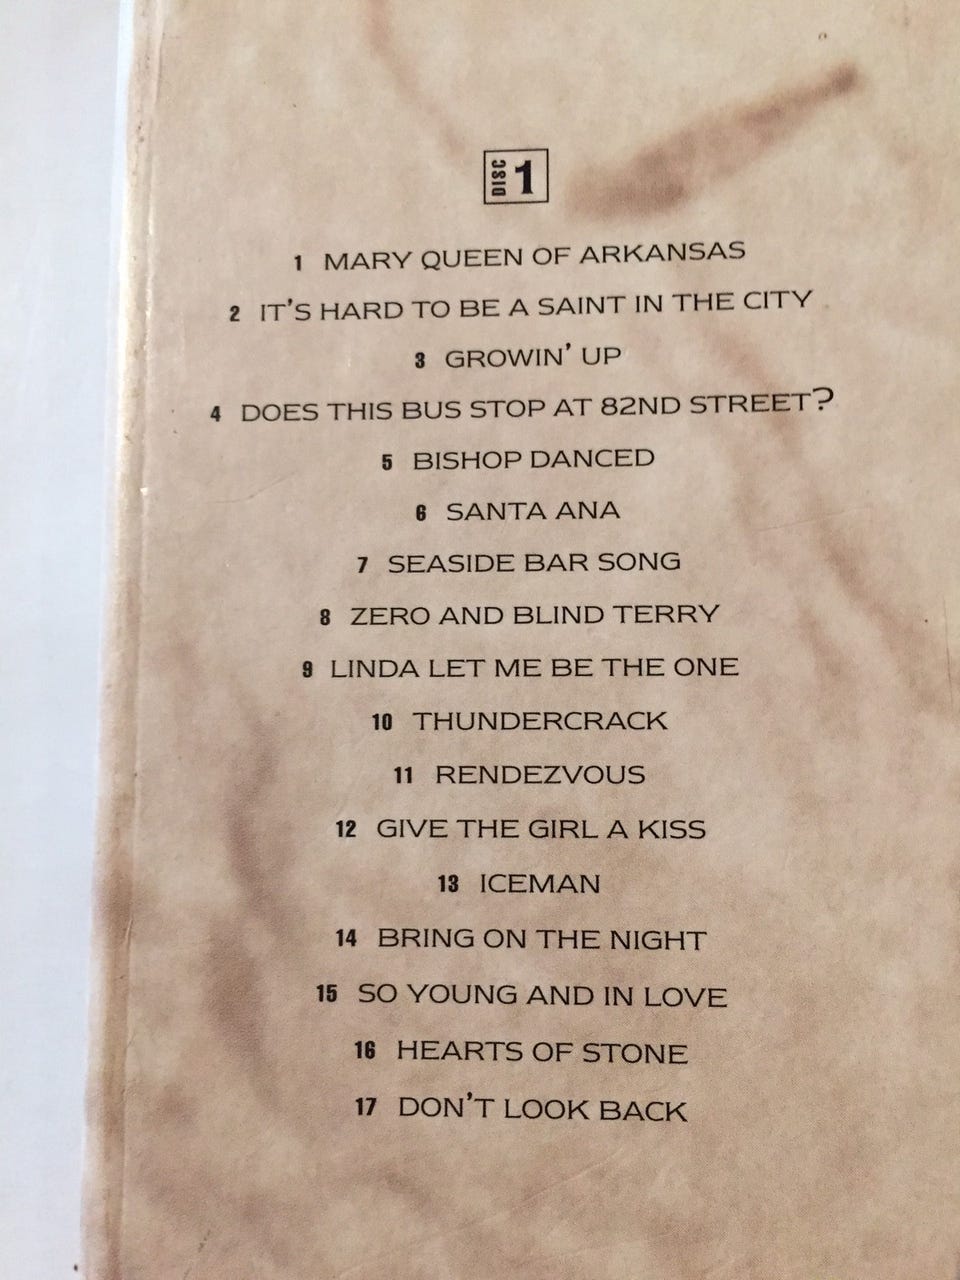 DISC 1
1 MARY QUEEN OF ARKANSAS
2 IT'S HARD TO BE A SAINT IN THE CITY
3 GROWIN' UP
4 DOES THIS BUS STOP AT 82ND STREET?
5 BISHOP DANCED
6 SANTA ANA
7 SEASIDE BAR SONG
8 ZERO AND BLIND TERRY
9 LINDA LET ME BE THE ONE
10 THUNDERCRACK
11 RENDEZVOUS
12 GIVE THE GIRL A KISS
13 ICEMAN
14 BRING ON THE NIGHT
15 SO YOUNG AND IN LOVE
16 HEARTS OF STONE
17 DON'T LOOK BACK